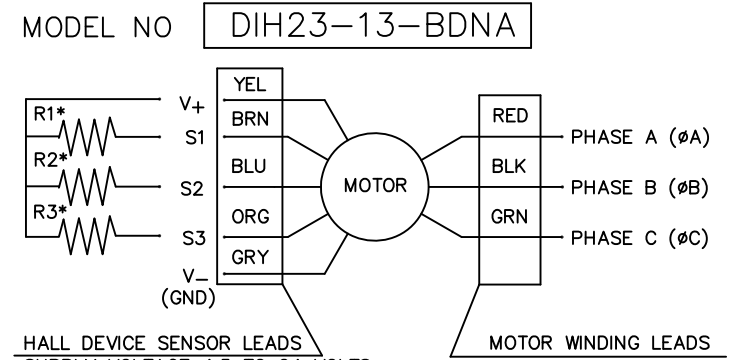 MODEL NO DIH23-13-BDNA
YEL
V+
R1*
BRN
RED
S1
PHASE A (øA)
R2*
BLU
BLK
S2
MOTOR
PHASE B (øB)
R3*
ORG
GRN
S3
PHASE C (øC)
GRY
V-
(GND)
HALL DEVICE SENSOR LEADS
MOTOR WINDING LEADS